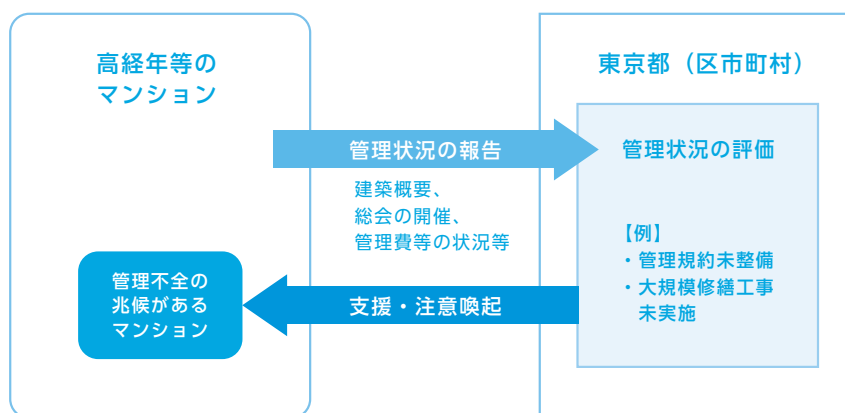 高経年等の
マンション
管理状況の報告
建築概要、
総会の開催、
管理費等の状況等
東京都（区市町村）
管理状況の評価
【例】
・管理規約未整備
・大規模修繕工事
未実施
支援・注意喚起
管理不全の
兆候がある
マンション